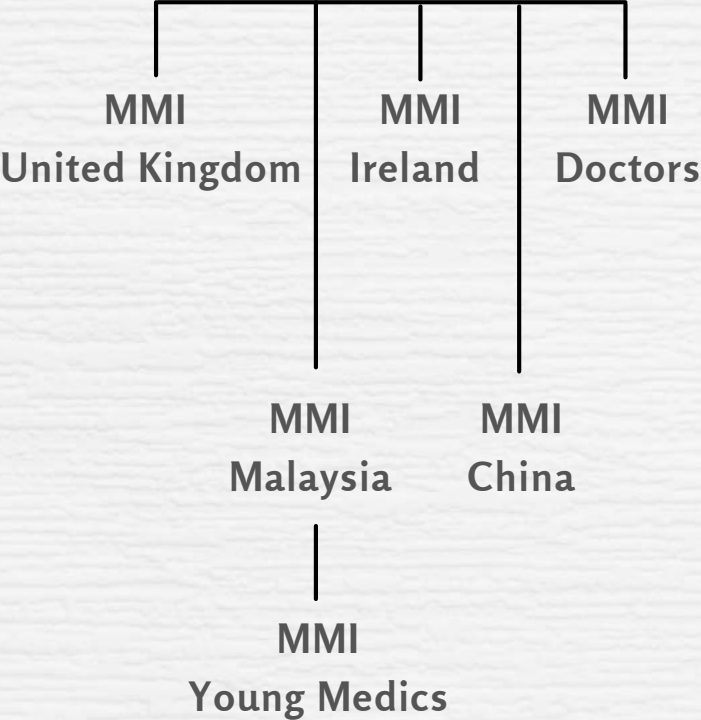 MMI
United Kingdom
MMI
Ireland
MMI
Doctors
MMI
Malaysia
MMI
China
MMI
Young Medics